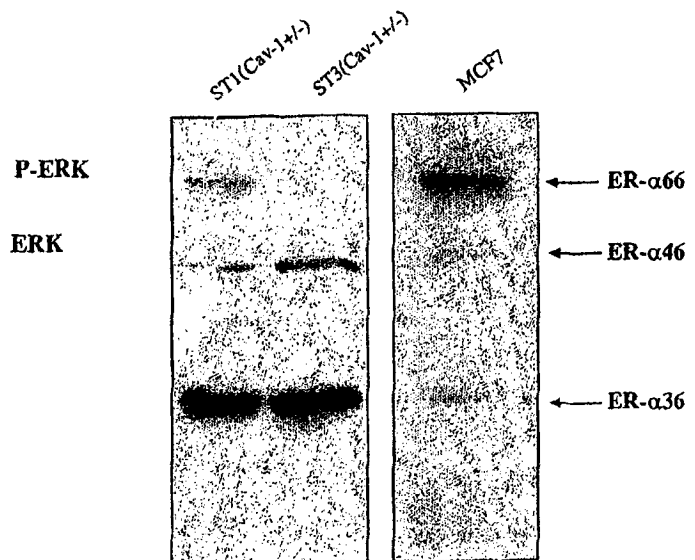 ST1(Cav-1+/-)
ST3(Cav-1+/-)
MCF7
P-ERK
ER-α66
ERK
ER-α46
ER-α36